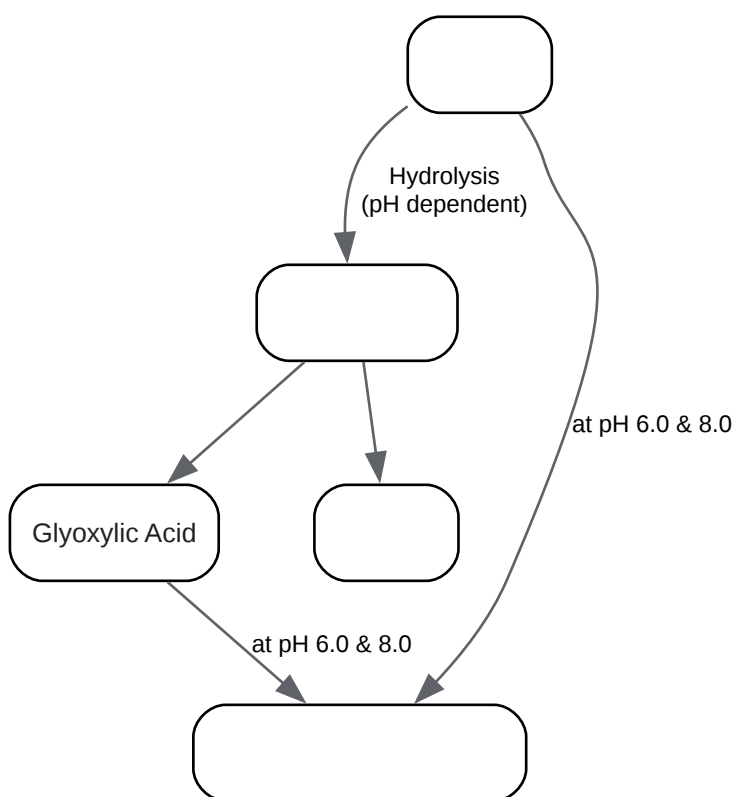 Hydrolysis
(pH dependent)
at pH 6.0 & 8.0
Glyoxylic Acid
at pH 6.0 & 8.0